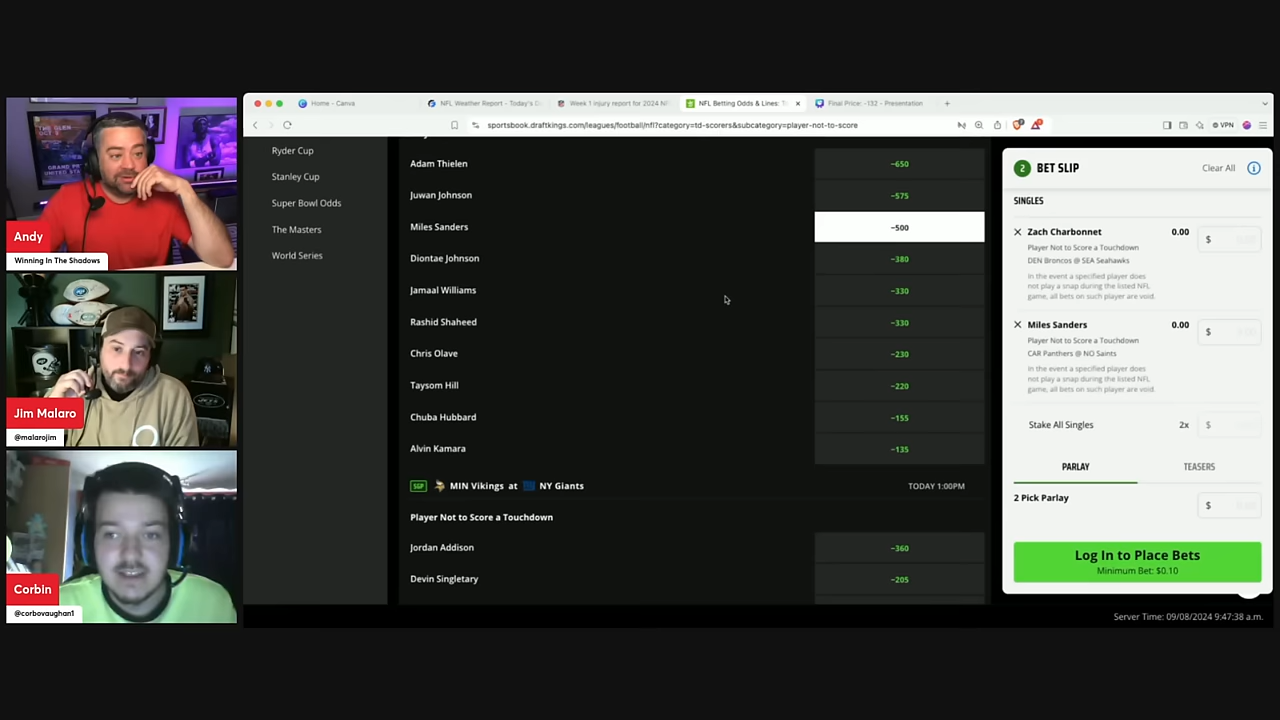 Andy
Winning In The Shadows
Jim Malaro
@malarojim
Corbin
@corbovaughan1
Home - Canva
NFL Weather Report - Today's
Week 1 injury report for 2024
NFL Betting Odds & Lines:
Final Price: -132 - Presentation
sportsbook.draftkings.com/leagues/football/nfl?category=td-scorers&subcategory=player-not-to-score
VPN
Ryder Cup
Stanley Cup
Super Bowl Odds
The Masters
World Series
Adam Thielen −650
Juwan Johnson −575
Miles Sanders −500
Diontae Johnson −380
Jamaal Williams −330
Rashid Shaheed −330
Chris Olave −230
Taysom Hill −220
Chuba Hubbard −155
Alvin Kamara −135
SGP MIN Vikings at NY Giants TODAY 1:00PM
Player Not to Score a Touchdown
Jordan Addison −360
Devin Singletary −205
2 BET SLIP Clear All
SINGLES
Zach Charbonnet 0.00 $
Player Not to Score a Touchdown
DEN Broncos @ SEA Seahawks
In the event a specified player does
not play a snap during the listed NFL
game, all bets on such player are void.
Miles Sanders 0.00 $
Player Not to Score a Touchdown
CAR Panthers @ NO Saints
In the event a specified player does
not play a snap during the listed NFL
game, all bets on such player are void.
Stake All Singles 2x $
PARLAY TEASERS
2 Pick Parlay $
Log In to Place Bets
Minimum Bet: $0.10
Server Time: 09/08/2024 9:47:38 a.m.